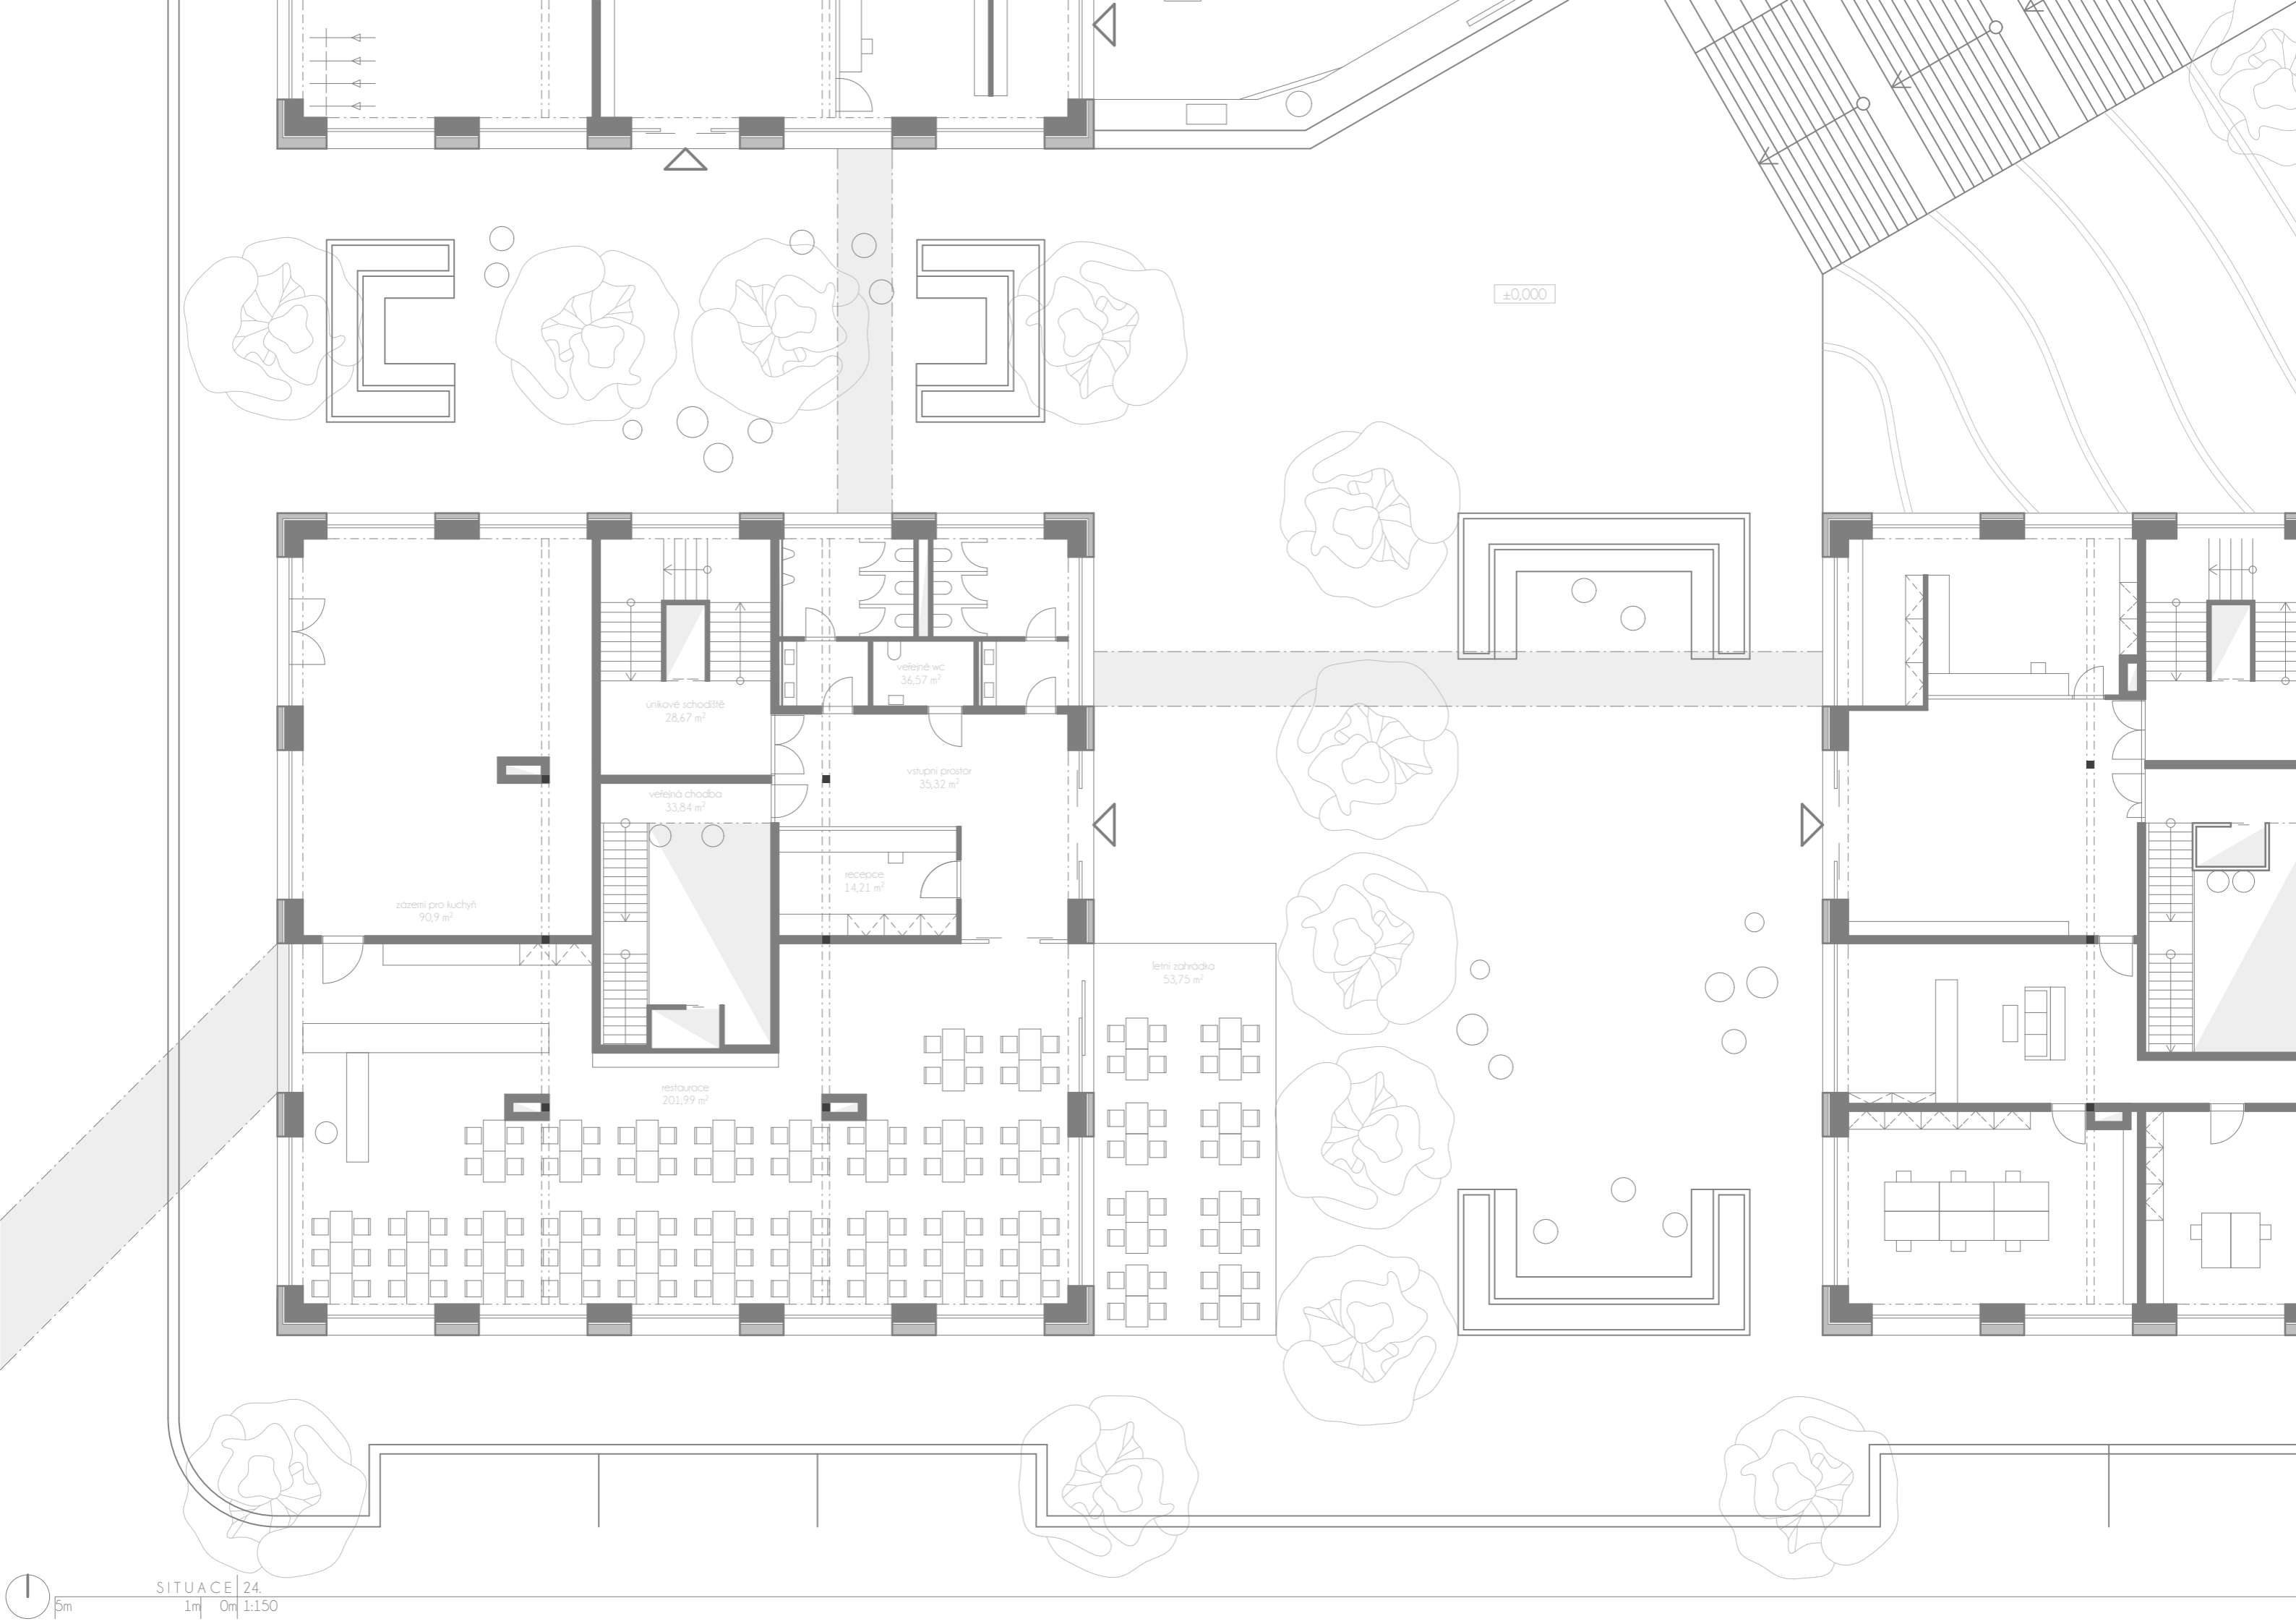 ±0,000
veřejné wc
36,57 m²
únikové schodiště
28,67 m²
vstupní prostor
35,32 m²
veřejná chodba
33,84 m²
recepce
14,21 m²
zázemí pro kuchyň
90,9 m²
letní zahrádka
53,75 m²
restaurace
201,99 m²
SITUACE 24.
5m 1m 0m 1:150